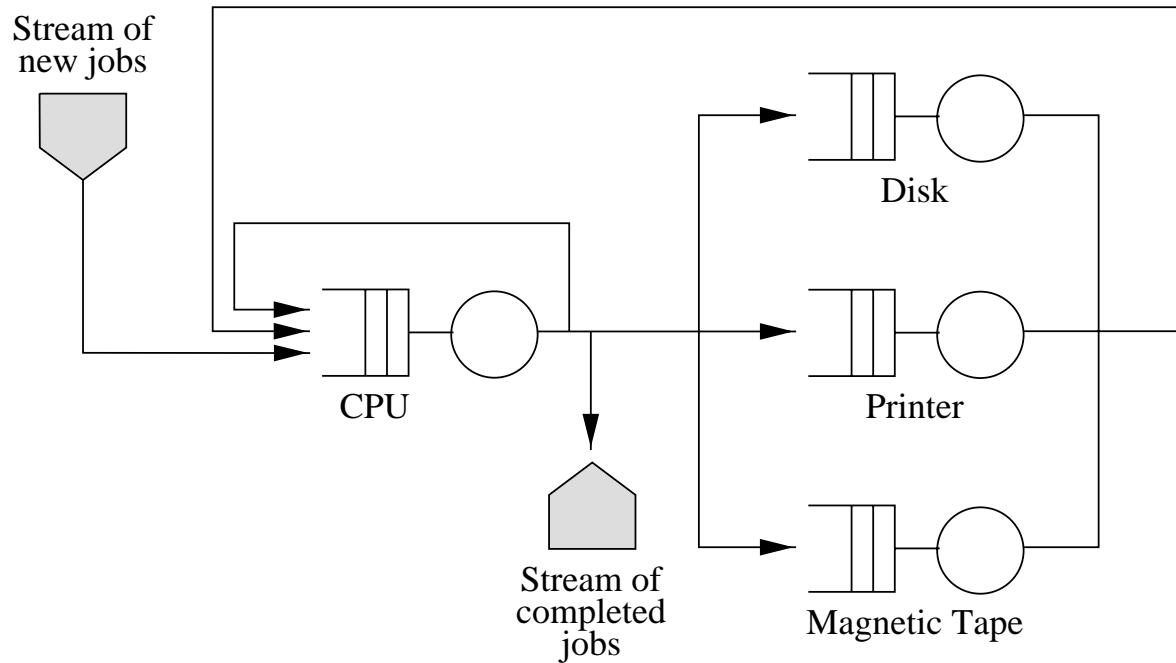 Stream of
new jobs
Disk
CPU
Printer
Stream of
completed
jobs
Magnetic Tape